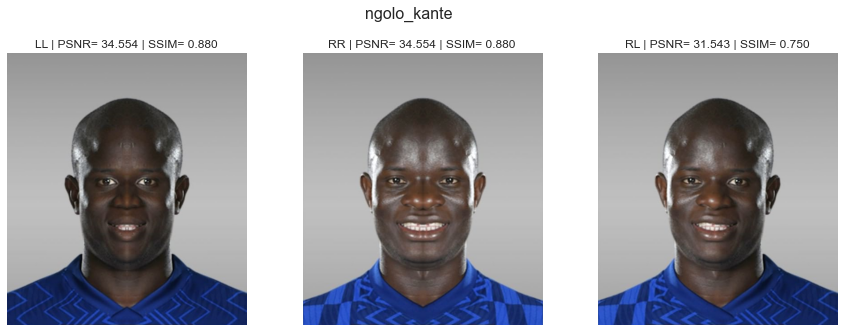 ngolo_kante
LL | PSNR= 34.554 | SSIM= 0.880
RR | PSNR= 34.554 | SSIM= 0.880
RL | PSNR= 31.543 | SSIM= 0.750